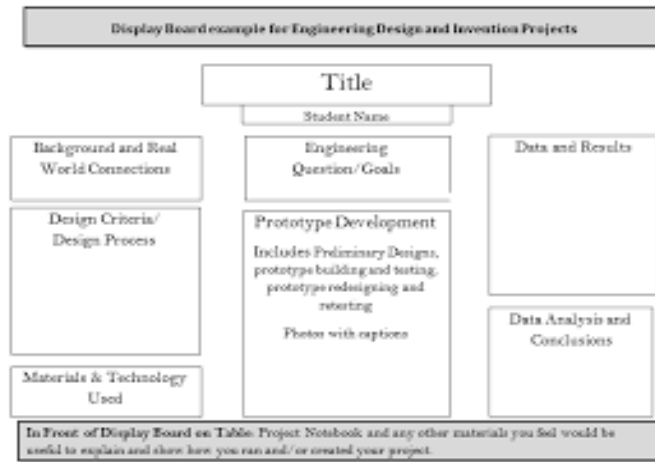 Display Board example for Engineering Design and Invention Projects
Title
Student Name
Background and Real
World Connections
Design Criteria/
Design Process
Materials & Technology
Used
Engineering
Question/Goals
Prototype Development
Includes Preliminary Designs,
prototype building and testing,
prototype redesigning and
retesting
Photos with captions
Data and Results
Data Analysis and
Conclusions
In Front of Display Board on Table: Project Notebook and any other materials you feel would be
useful to explain and show how you ran and/or created your project.